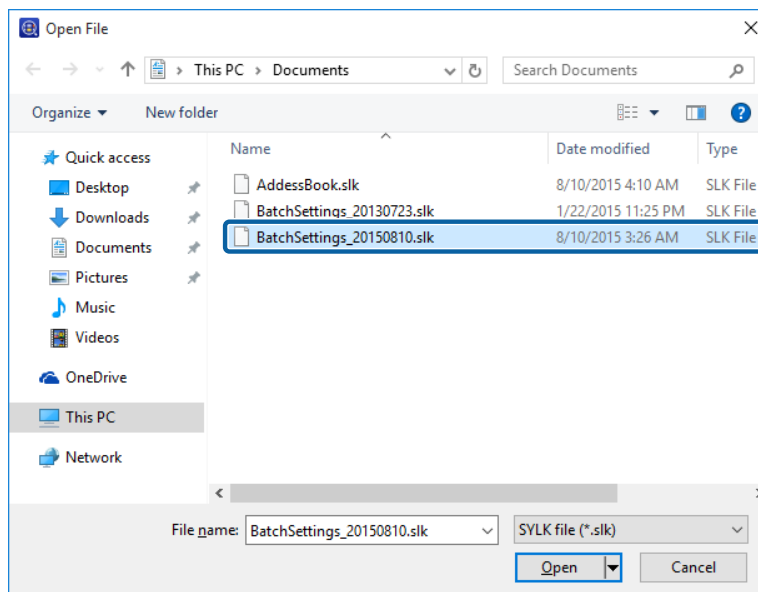 Open File
This PC > Documents
Search Documents
Organize
New folder
Name
Date modified
Type
Quick access
Desktop
Downloads
Documents
Pictures
Music
Videos
OneDrive
This PC
Network
AddessBook.slk 8/10/2015 4:10 AM SLK File
BatchSettings_20130723.slk 1/22/2015 11:25 PM SLK File
BatchSettings_20150810.slk 8/10/2015 3:26 AM SLK File
File name: BatchSettings_20150810.slk SYLK file (*.slk)
Open Cancel